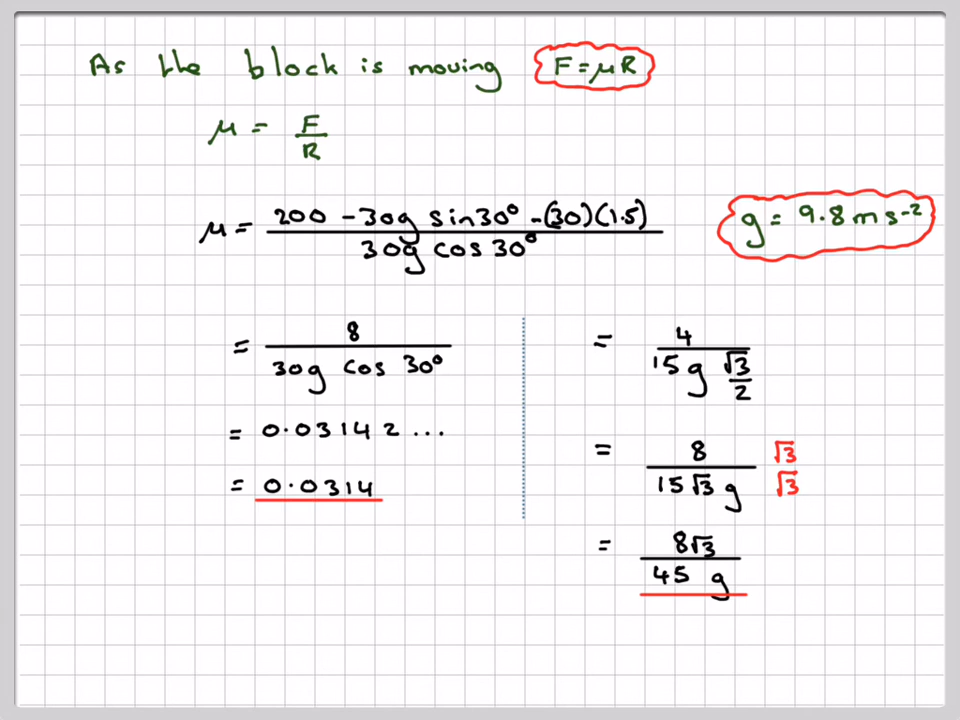 As the block is moving F = μR
μ = F/R
μ = (200 - 30g sin30° - (30)(1.5))/(30g cos 30°)
g = 9.8 m s⁻²
= 8/(30g cos 30°)
= 0.03142...
= 0.0314
= 4/(15g √3/2)
= 8/(15√3 g) √3/√3
= 8√3/(45 g)